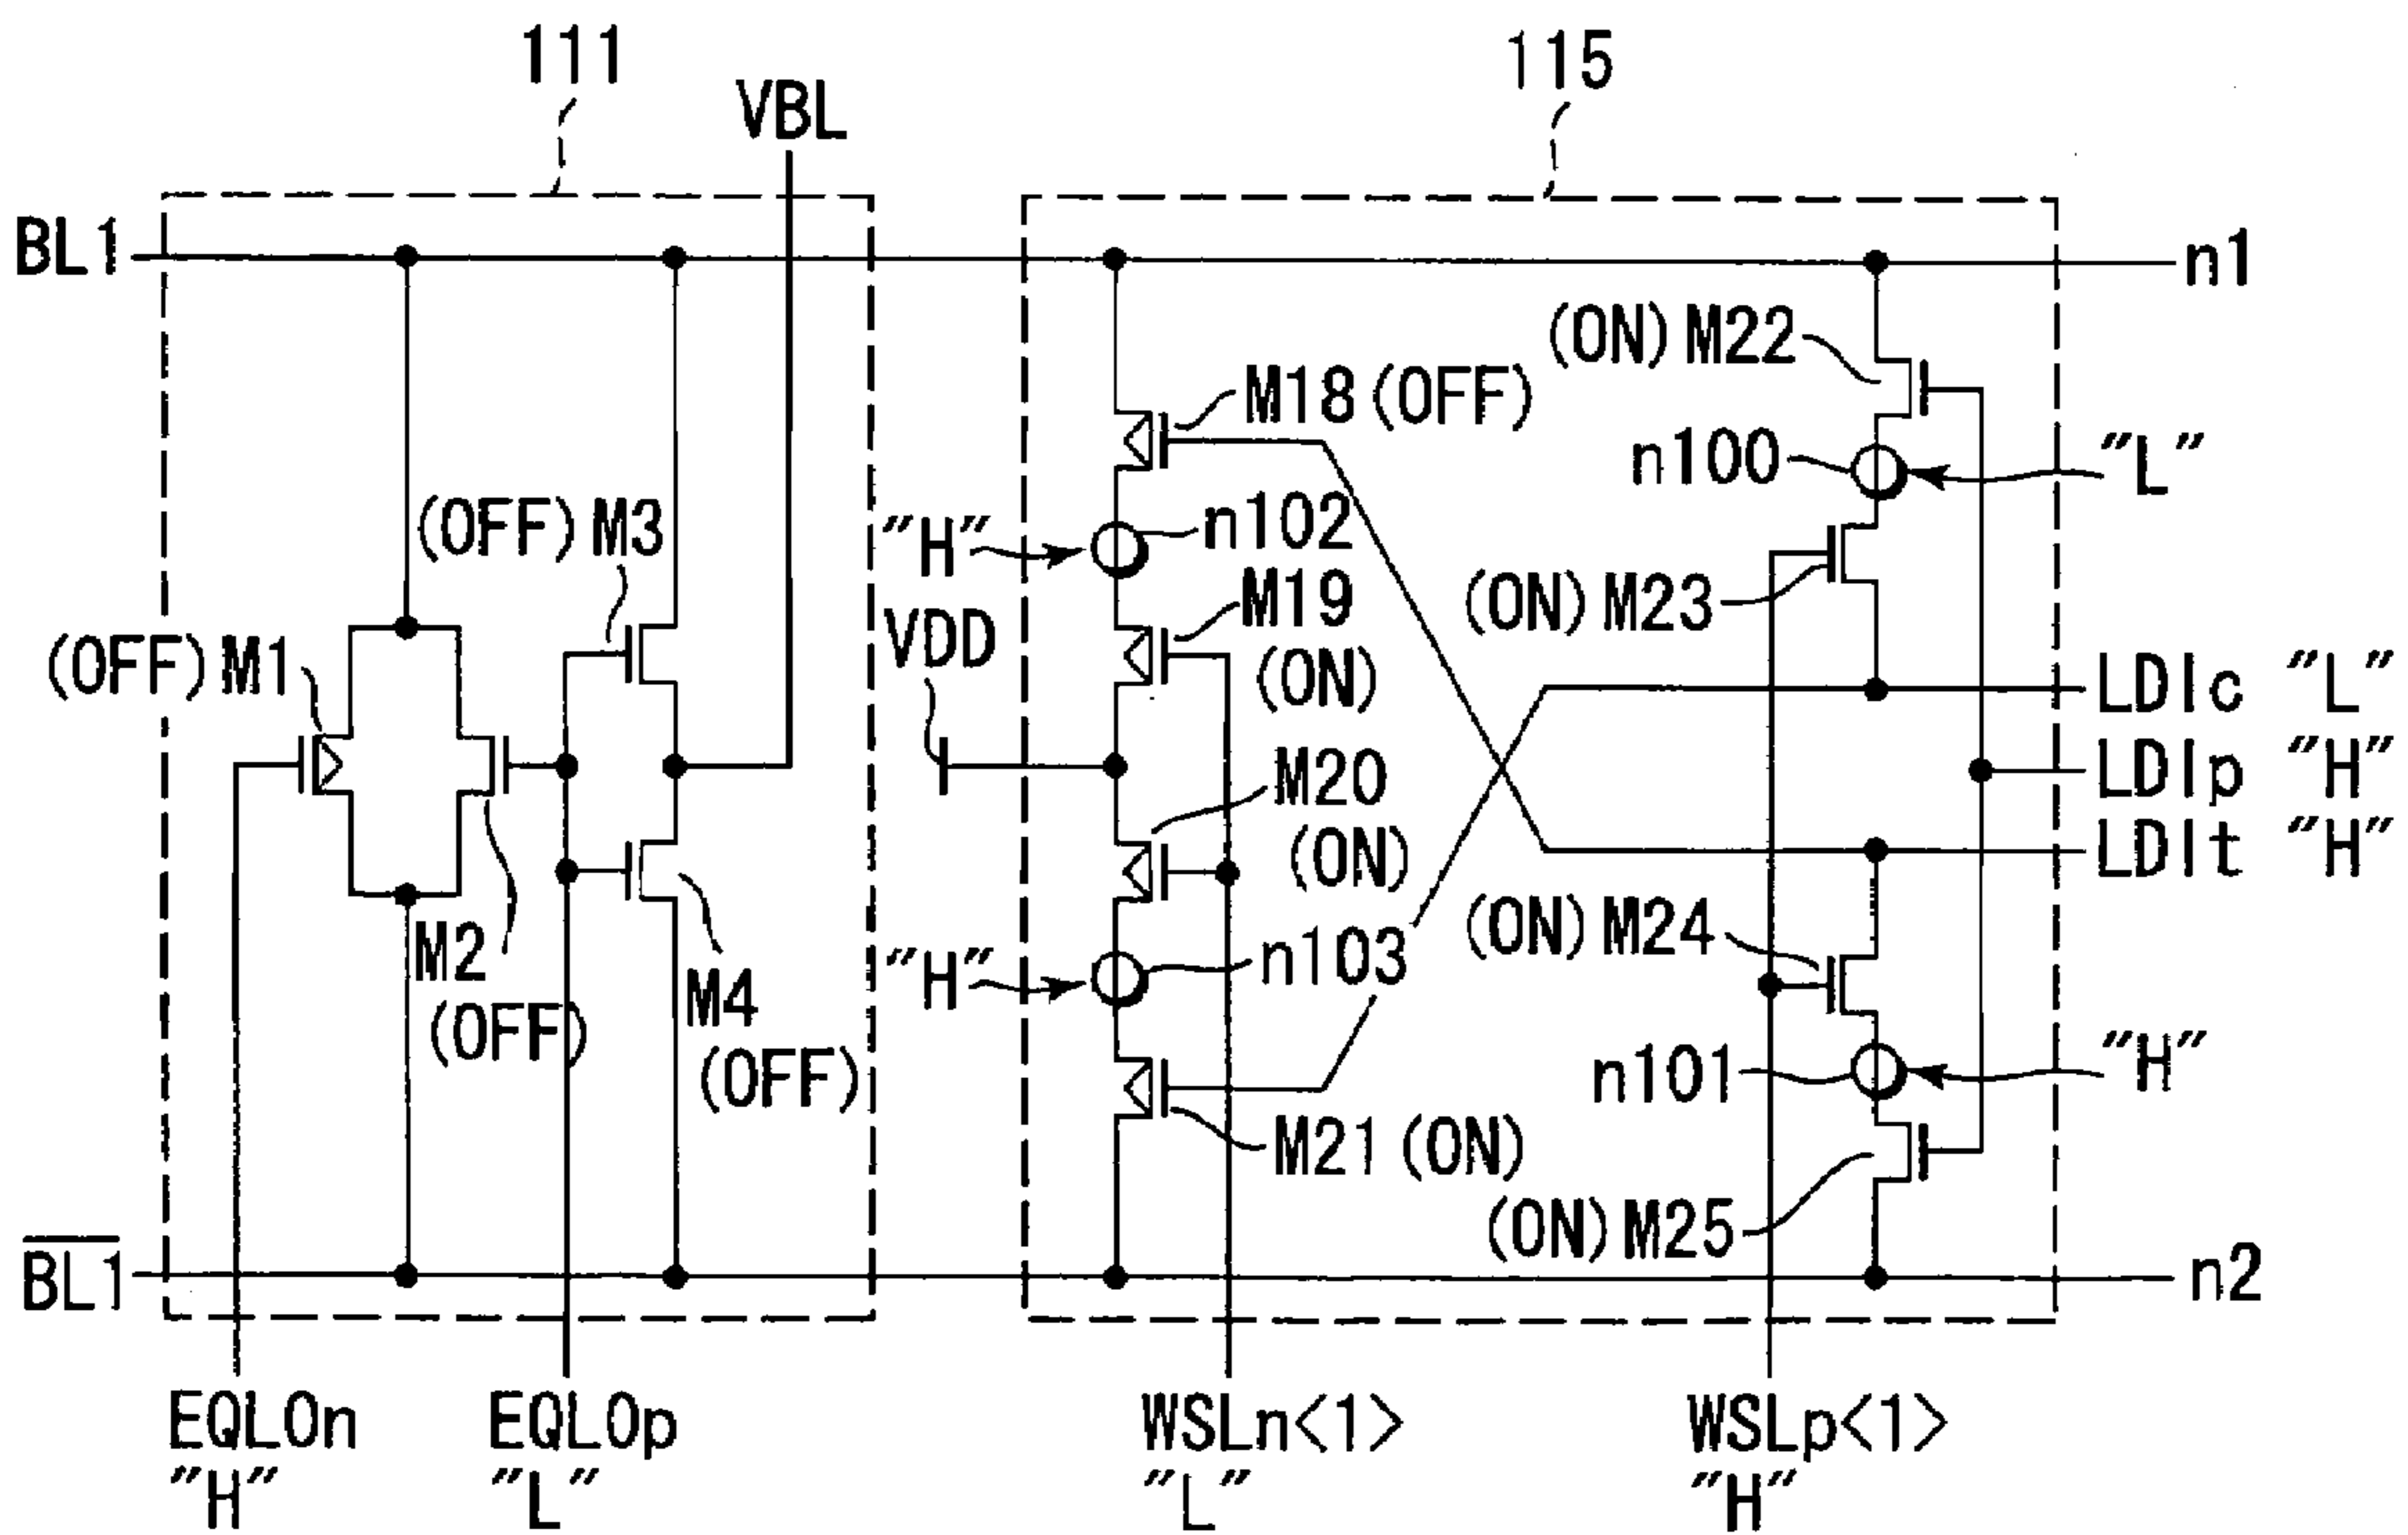 111
115
VBL
BL1
n1
(ON) M22
M18 (OFF)
n100
"L"
(OFF) M3
"H"
n102
M19
(ON)
(ON) M23
VDD
(OFF) M1
LDIc "L"
LDIp "H"
LDIt "H"
M20
(ON)
M2
(OFF)
M4
(OFF)
"H"
n103
(ON) M24
n101
"H"
M21 (ON)
(ON) M25
BL1
n2
EQL0n
"H"
EQL0p
"L"
WSLn<1>
"L"
WSLp<1>
"H"